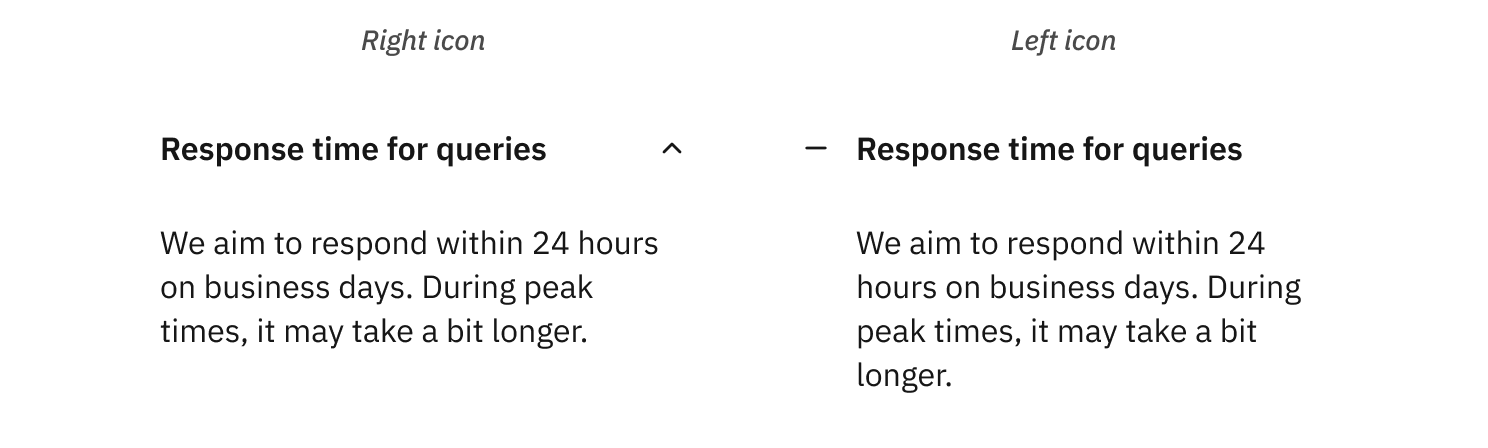 Right icon
Left icon
Response time for queries
We aim to respond within 24 hours
on business days. During peak
times, it may take a bit longer.
Response time for queries
We aim to respond within 24
hours on business days. During
peak times, it may take a bit
longer.